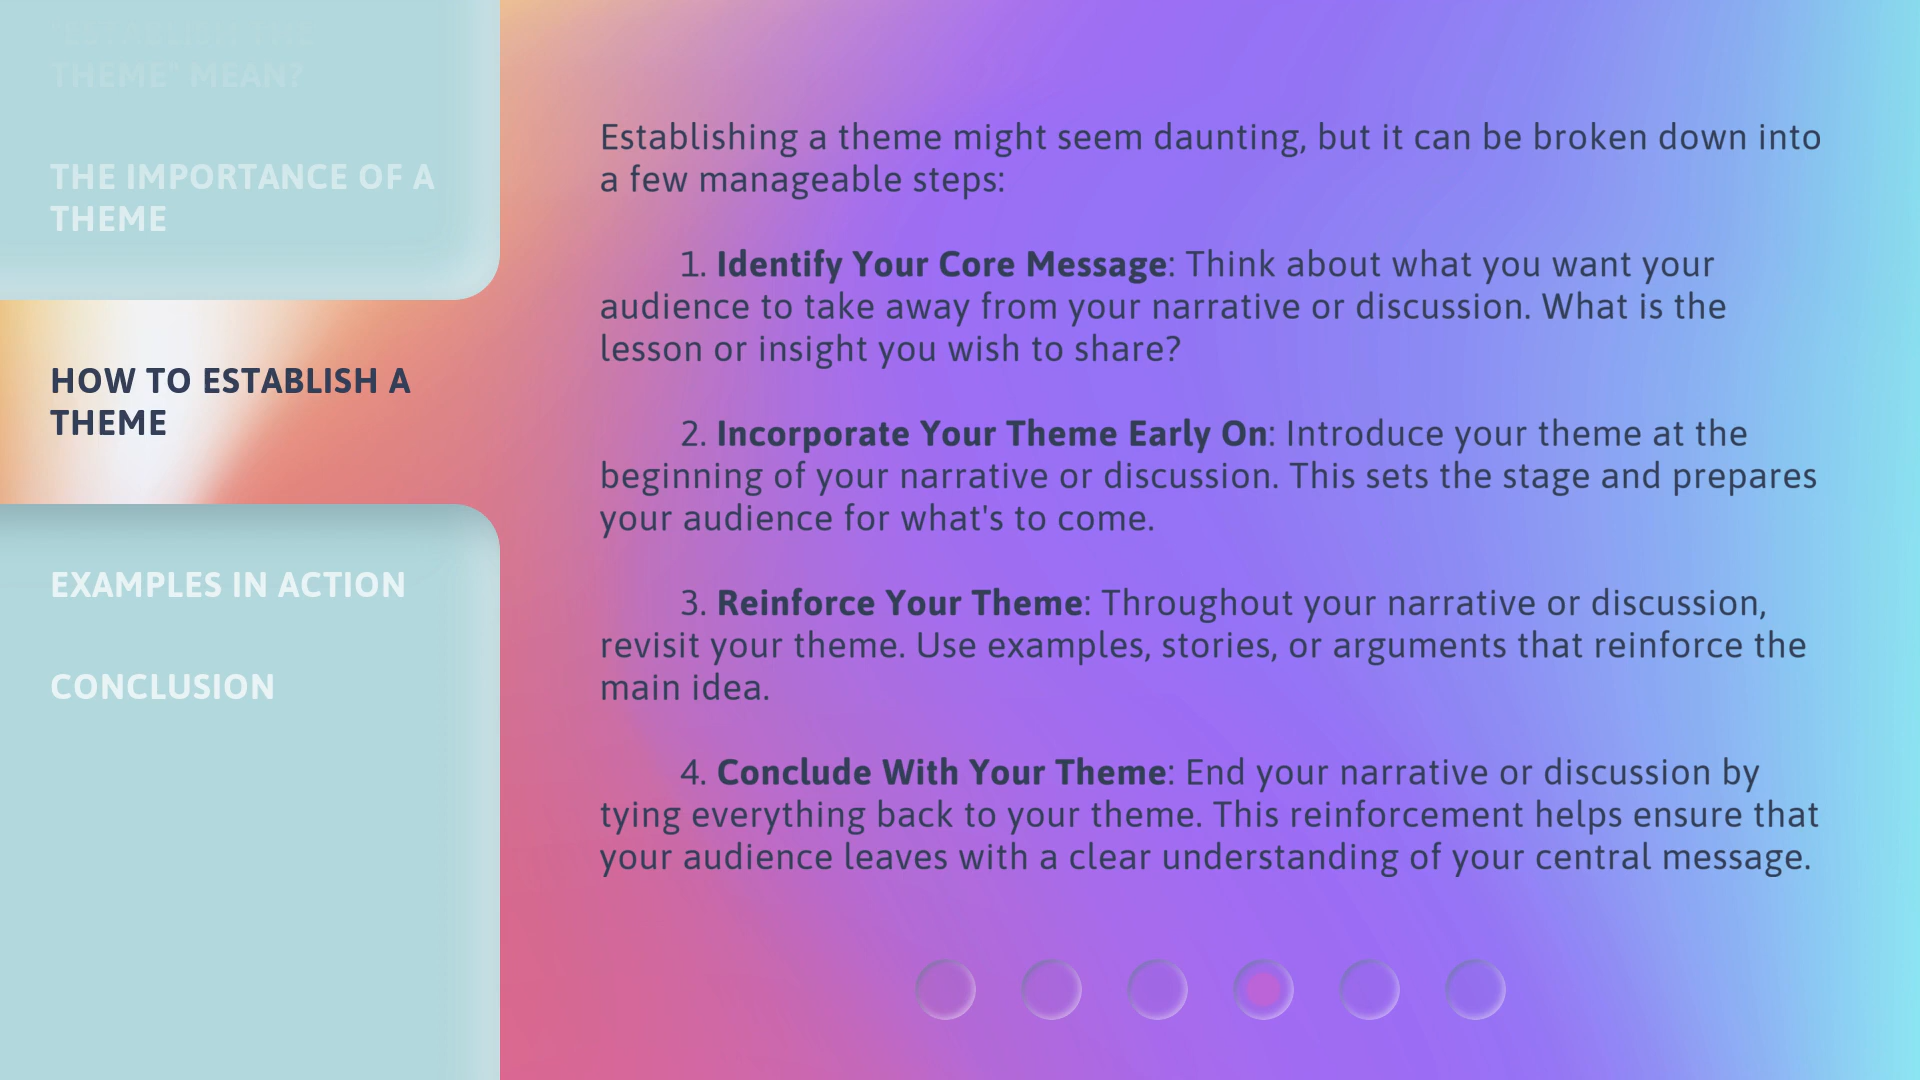 "ESTABLISH THE
THEME" MEAN?
THE IMPORTANCE OF A
THEME
HOW TO ESTABLISH A
THEME
EXAMPLES IN ACTION
CONCLUSION
Establishing a theme might seem daunting, but it can be broken down into
a few manageable steps:
1. Identify Your Core Message: Think about what you want your
audience to take away from your narrative or discussion. What is the
lesson or insight you wish to share?
2. Incorporate Your Theme Early On: Introduce your theme at the
beginning of your narrative or discussion. This sets the stage and prepares
your audience for what's to come.
3. Reinforce Your Theme: Throughout your narrative or discussion,
revisit your theme. Use examples, stories, or arguments that reinforce the
main idea.
4. Conclude With Your Theme: End your narrative or discussion by
tying everything back to your theme. This reinforcement helps ensure that
your audience leaves with a clear understanding of your central message.